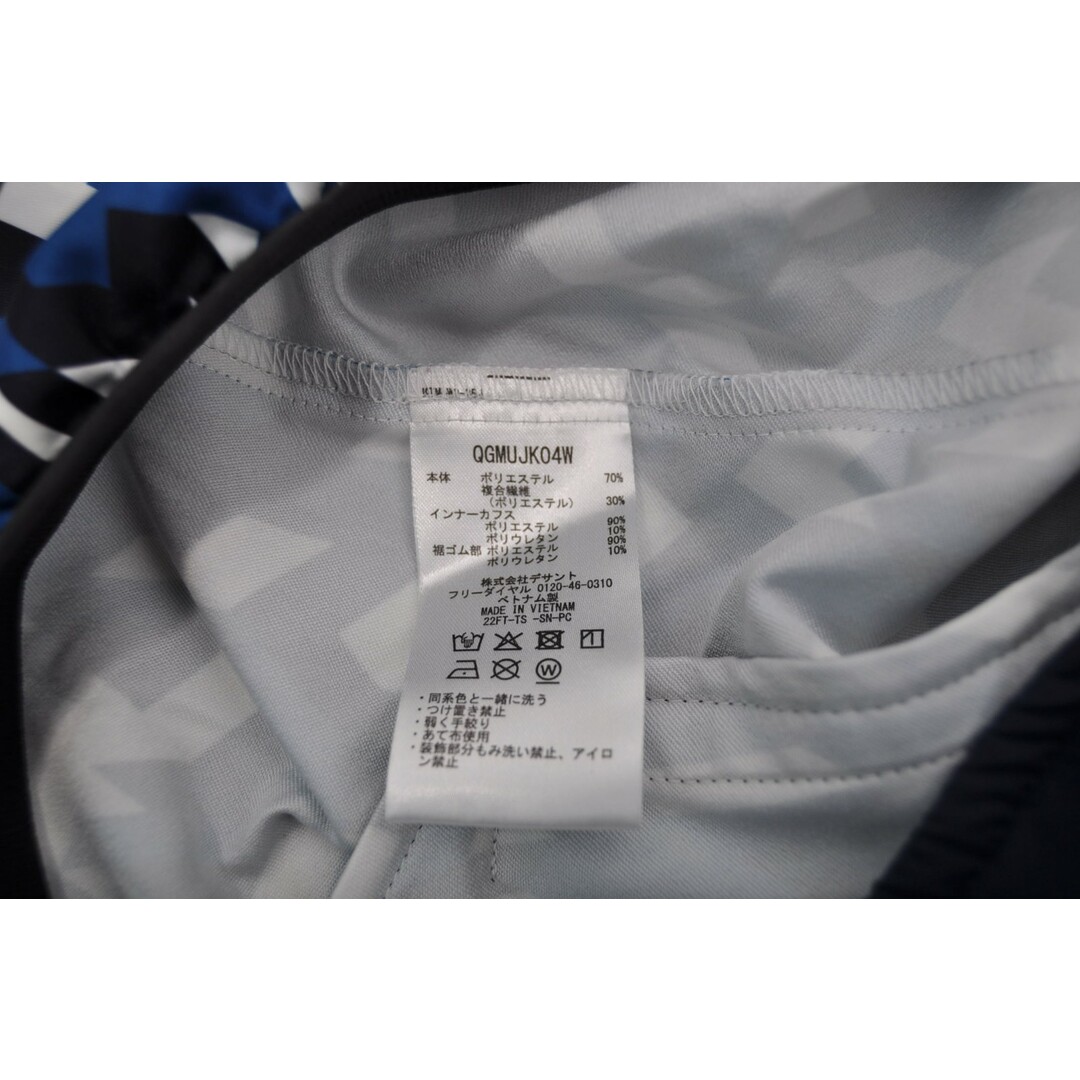 QGMUJK04W
本体 ポリエステル 70%
複合繊維
(ポリエステル) 30%
インナーカフス
ポリエステル 90%
ポリウレタン 10%
裾ゴム部 ポリエステル 90%
ポリウレタン 10%
株式会社デサント
フリーダイヤル 0120-46-0310
ベトナム製
MADE IN VIETNAM
22FT-TS -SN-PC
W
・同系色と一緒に洗う
・つけ置き禁止
・弱く手絞り
・あて布使用
・装飾部分もみ洗い禁止、アイロ
ン禁止